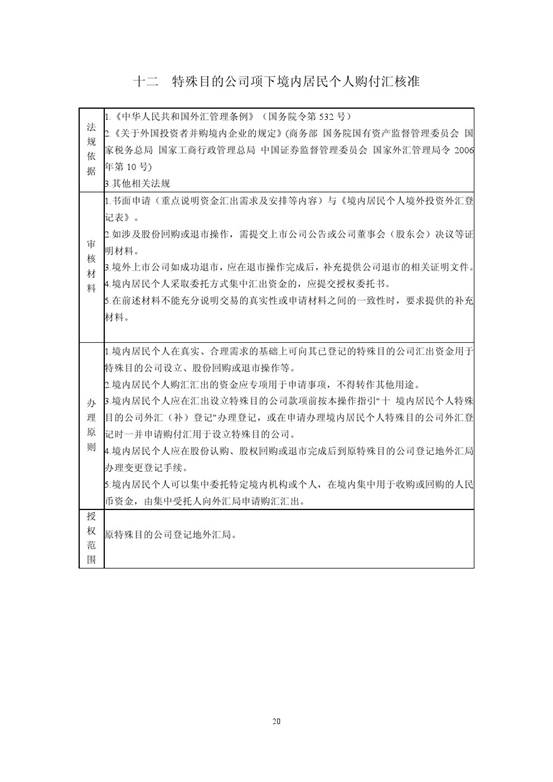 十二 特殊目的公司项下境内居民个人购付汇核准
法
规
依
据
1.《中华人民共和国外汇管理条例》（国务院令第 532 号）
2.《关于外国投资者并购境内企业的规定》(商务部 国务院国有资产监督管理委员会 国
家税务总局 国家工商行政管理总局 中国证券监督管理委员会 国家外汇管理局令 2006
年第 10 号)
3.其他相关法规
审
核
材
料
1.书面申请（重点说明资金汇出需求及安排等内容）与《境内居民个人境外投资外汇登
记表》。
2.如涉及股份回购或退市操作，需提交上市公司公告或公司董事会（股东会）决议等证
明材料。
3.境外上市公司如成功退市，应在退市操作完成后，补充提供公司退市的相关证明文件。
4.境内居民个人采取委托方式集中汇出资金的，应提交授权委托书。
5.在前述材料不能充分说明交易的真实性或申请材料之间的一致性时，要求提供的补充
材料。
办
理
原
则
1.境内居民个人在真实、合理需求的基础上可向其已登记的特殊目的公司汇出资金用于
特殊目的公司设立、股份回购或退市操作等。
2.境内居民个人购汇汇出的资金应专项用于申请事项，不得转作其他用途。
3.境内居民个人应在汇出设立特殊目的公司款项前按本操作指引“十 境内居民个人特殊
目的公司外汇（补）登记”办理登记，或在申请办理境内居民个人特殊目的公司外汇登
记时一并申请购付汇用于设立特殊目的公司。
4.境内居民个人应在股份认购、股权回购或退市完成后到原特殊目的公司登记地外汇局
办理变更登记手续。
5.境内居民个人可以集中委托特定境内机构或个人，在境内集中用于收购或回购的人民
币资金，由集中受托人向外汇局申请购汇汇出。
授
权
范
围
原特殊目的公司登记地外汇局。
20